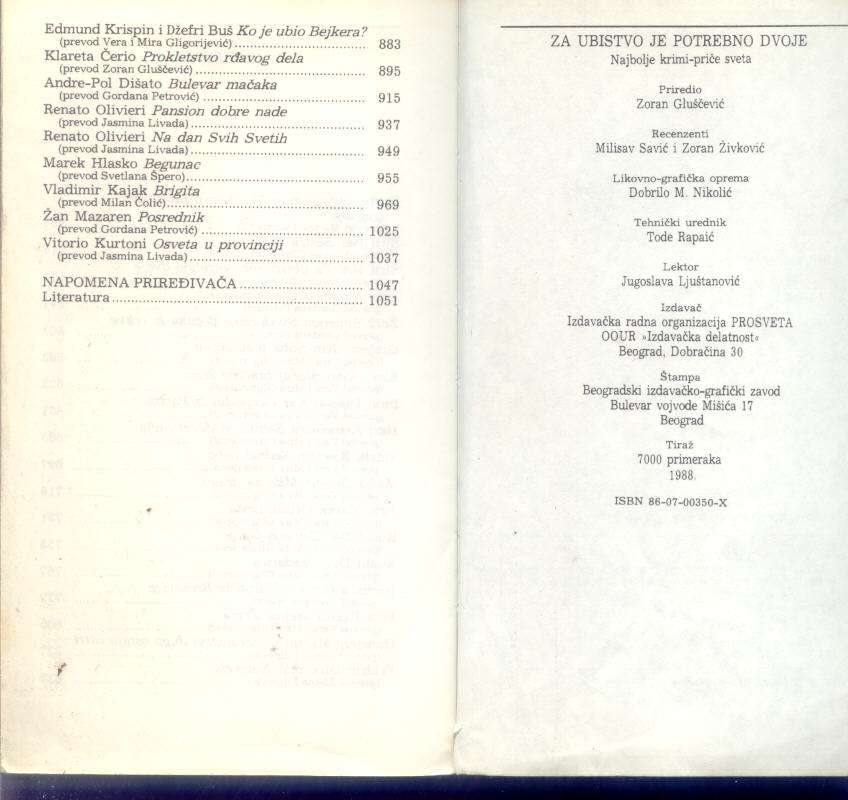 Edmund Krispin i Džefri Buš Ko je ubio Bejkera?
(prevod Vera i Mira Gligorijević) .................... 883
Klareta Čerio Prokletstvo rđavog dela
(prevod Zoran Gluščević) .................... 895
Andre-Pol Dišato Bulevar mačaka
(prevod Gordana Petrović) .................... 915
Renato Olivieri Pansion dobre nade
(prevod Jasmina Livada) .................... 937
Renato Olivieri Na dan Svih Svetih
(prevod Jasmina Livada) .................... 949
Marek Hlasko Begunac
(prevod Svetlana Špero) .................... 955
Vladimir Kajak Brigita
(prevod Milan Čolić) .................... 969
Žan Mazaren Posrednik
(prevod Gordana Petrović) .................... 1025
Vitorio Kurtoni Osveta u provinciji
(prevod Jasmina Livada) .................... 1037
NAPOMENA PRIREĐIVAČA .................... 1047
Literatura .................... 1051
ZA UBISTVO JE POTREBNO DVOJE
Najbolje krimi-priče sveta
Priredio
Zoran Gluščević
Recenzenti
Milisav Savić i Zoran Živković
Likovno-grafička oprema
Dobrilo M. Nikolić
Tehnički urednik
Tode Rapaić
Lektor
Jugoslava Ljuštanović
Izdavač
Izdavačka radna organizacija PROSVETA
OOUR »Izdavačka delatnost«
Beograd, Dobračina 30
Štampa
Beogradski izdavačko-grafički zavod
Bulevar vojvode Mišića 17
Beograd
Tiraž
7000 primeraka
1988.
ISBN 86-07-00350-X